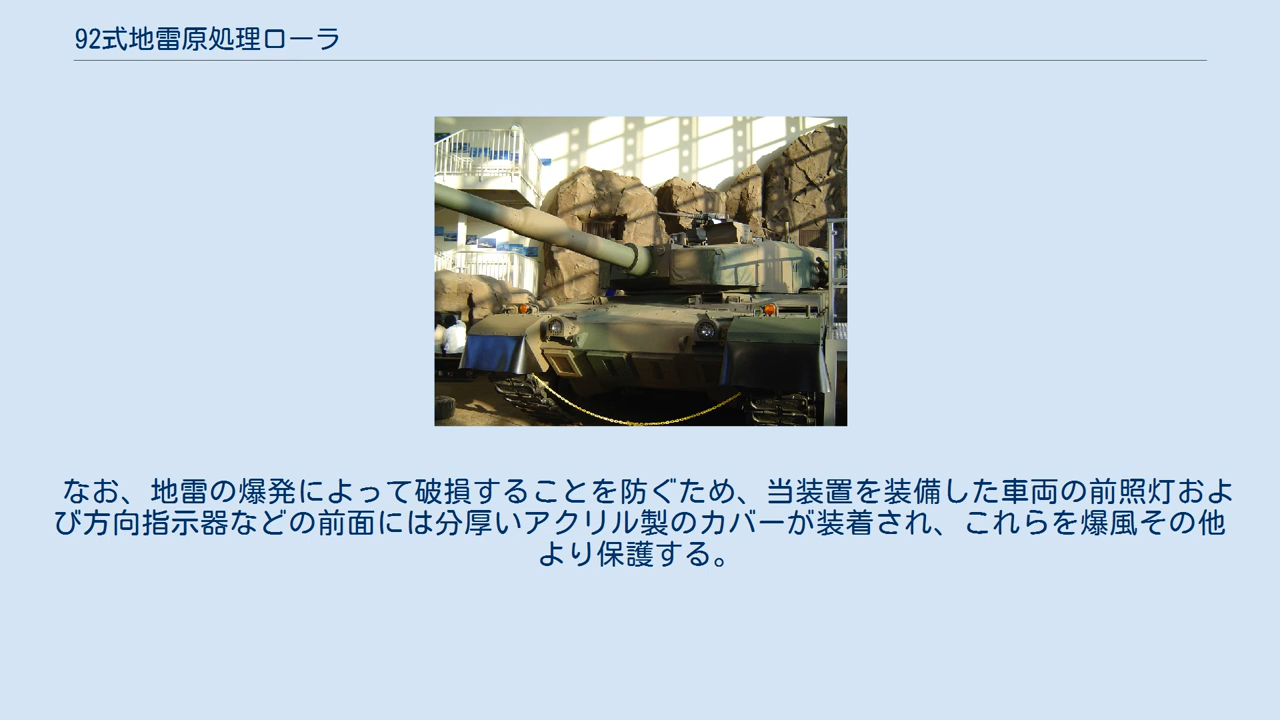 92式地雷原処理ローラ
なお、地雷の爆発によって破損することを防ぐため、当装置を装備した車両の前照灯およ
び方向指示器などの前面には分厚いアクリル製のカバーが装着され、これらを爆風その他
より保護する。